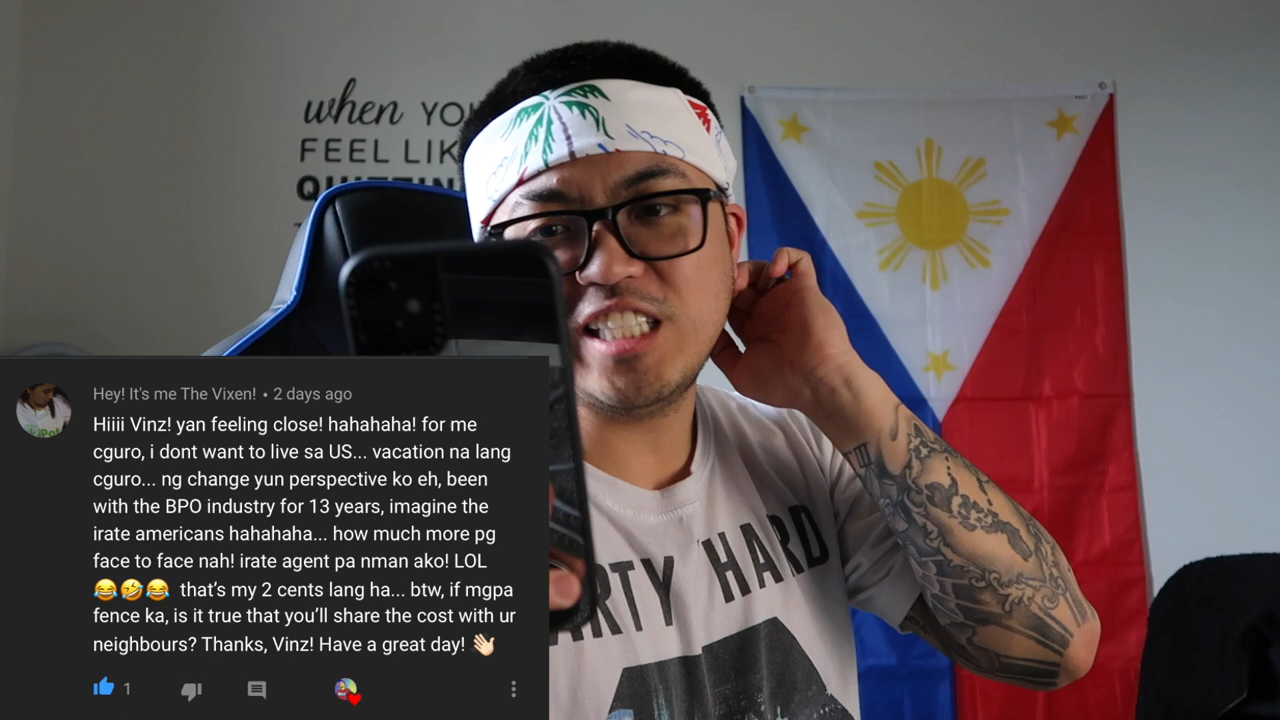 when YOU
FEEL LIK
QUITTIN
Hey! It's me The Vixen! • 2 days ago
Hiiii Vinz! yan feeling close! hahahaha! for me
cguro, i dont want to live sa US... vacation na lang
cguro... ng change yun perspective ko eh, been
with the BPO industry for 13 years, imagine the
irate americans hahahaha... how much more pg
face to face nah! irate agent pa nman ako! LOL
😂🤣😂 that's my 2 cents lang ha... btw, if mgpa
fence ka, is it true that you'll share the cost with ur
neighbours? Thanks, Vinz! Have a great day! 👋🏻
1
ARTY HARD